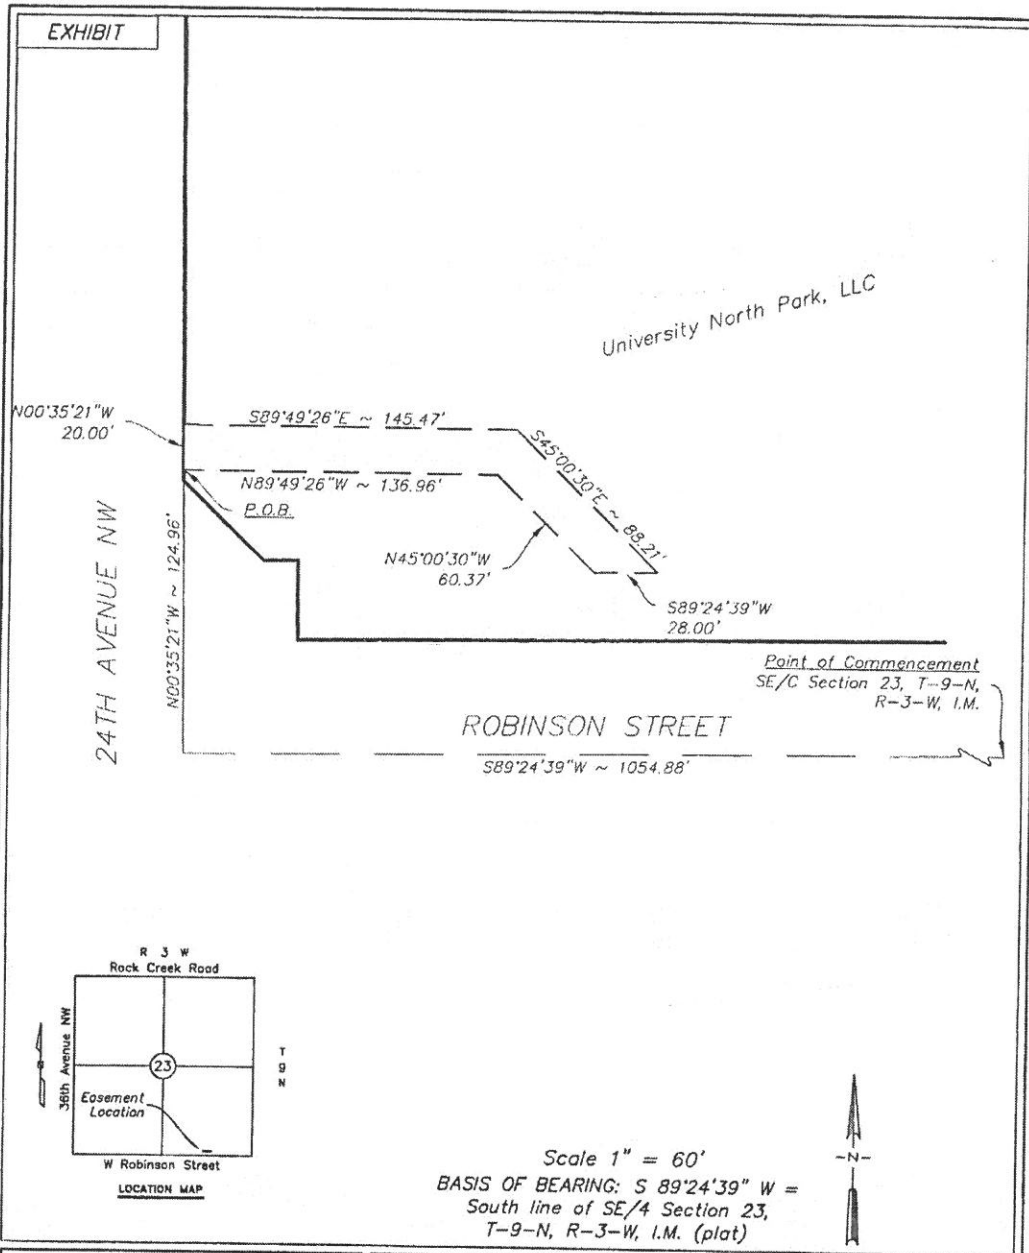 EXHIBIT
University North Park, LLC
N00°35'21"W
20.00'
S89°49'26"E ~ 145.47'
S45°00'30"E ~ 88.21'
N89°49'26"W ~ 136.96'
P.O.B.
N45°00'30"W
60.37'
S89°24'39"W
28.00'
24TH AVENUE NW
N00°35'21"W ~ 124.96'
Point of Commencement
SE/C Section 23, T-9-N,
R-3-W, I.M.
ROBINSON STREET
S89°24'39"W ~ 1054.88'
R 3 W
Rock Creek Road
36th Avenue NW
23
T
9
N
Easement
Location
W Robinson Street
LOCATION MAP
Scale 1" = 60'
BASIS OF BEARING: S 89°24'39" W =
South line of SE/4 Section 23,
T-9-N, R-3-W, I.M. (plat)
-N-